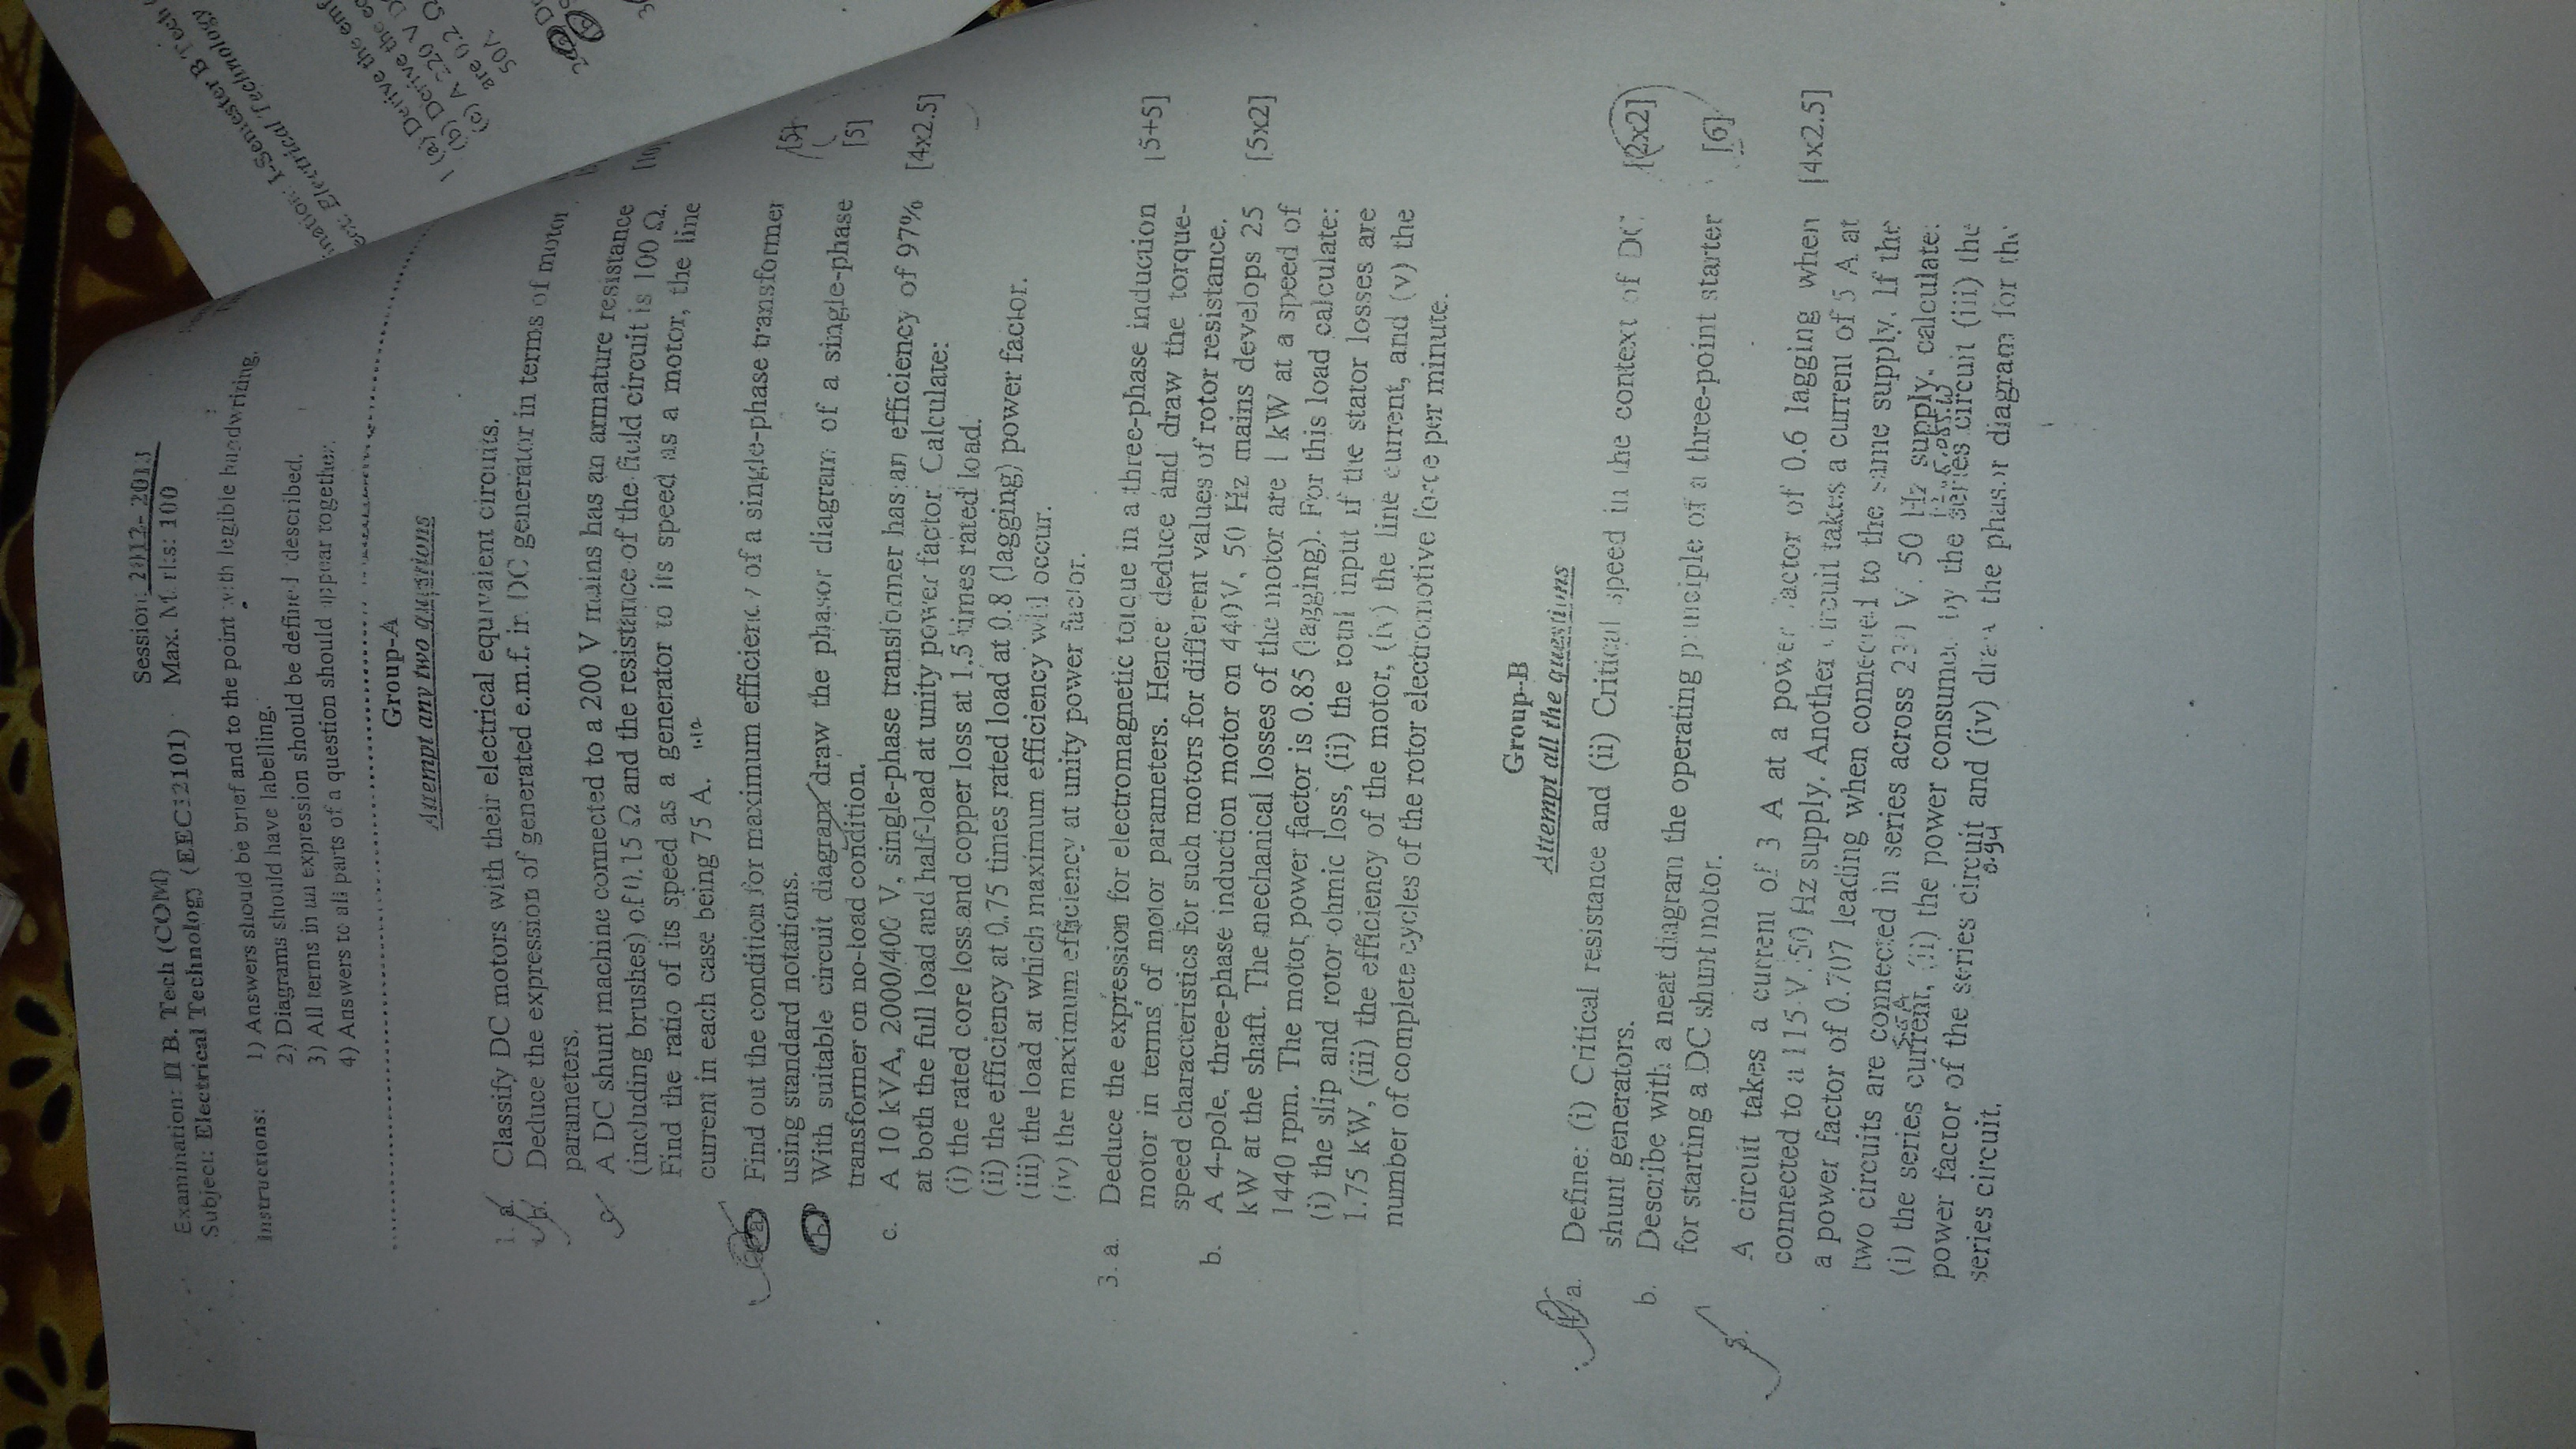 Session: 2012-2013
Examination: II B. Tech (COM)
Max. Marks: 100
Subject: Electrical Technology (EEC32101)
Instructions: 1) Answers should be brief and to the point with legible handwriting.
2) Diagrams should have labelling.
3) All terms in an expression should be defined described.
4) Answers to all parts of a question should appear together.
Group-A
Attempt any two questions
1. a. Classify DC motors with their electrical equivalent circuits.
b. Deduce the expression of generated e.m.f. in DC generator in terms of motor
parameters.
c. A DC shunt machine connected to a 200 V mains has an armature resistance
(including brushes) of 0.15 Ω and the resistance of the field circuit is 100 Ω. [10]
Find the ratio of its speed as a generator to its speed as a motor, the line
current in each case being 75 A. 1.12
a. Find out the condition for maximum efficiency of a single-phase transformer [5]
using standard notations.
b. With suitable circuit diagram draw the phasor diagram of a single-phase [5]
transformer on no-load condition.
c. A 10 kVA, 2000/400 V, single-phase transformer has an efficiency of 97% [4x2.5]
at both the full load and half-load at unity power factor. Calculate:
(i) the rated core loss and copper loss at 1.5 times rated load.
(ii) the efficiency at 0.75 times rated load at 0.8 (lagging) power factor.
(iii) the load at which maximum efficiency will occur.
(iv) the maximum efficiency at unity power factor.
3. a. Deduce the expression for electromagnetic torque in a three-phase induction [5+5]
motor in terms of motor parameters. Hence deduce and draw the torque-
speed characteristics for such motors for different values of rotor resistance.
b. A 4-pole, three-phase induction motor on 440V, 50 Hz mains develops 25 [5x2]
kW at the shaft. The mechanical losses of the motor are 1 kW at a speed of
1440 rpm. The motor power factor is 0.85 (lagging). For this load calculate:
(i) the slip and rotor ohmic loss, (ii) the total input if the stator losses are
1.75 kW, (iii) the efficiency of the motor, (iv) the line current, and (v) the
number of complete cycles of the rotor electromotive force per minute.
Group-B
Attempt all the questions
4. a. Define: (i) Critical resistance and (ii) Critical speed in the context of DC [2x2]
shunt generators.
b. Describe with a neat diagram the operating principle of a three-point starter [6]
for starting a DC shunt motor.
5. A circuit takes a current of 3 A at a power factor of 0.6 lagging when [4x2.5]
connected to a 115 V, 50 Hz supply. Another circuit takes a current of 5 A at
a power factor of 0.707 leading when connected to the same supply. If the
two circuits are connected in series across 230 V, 50 Hz supply, calculate:
(i) the series current, (ii) the power consumed by the series circuit (iii) the
power factor of the series circuit and (iv) draw the phasor diagram for the
series circuit. 0.94
ination: I-Semester B Tech
ect: Electrical Technology
1 (a) Derive the emf
(b) Derive the
(c) A 220 V
are 0.2 Ω
50A